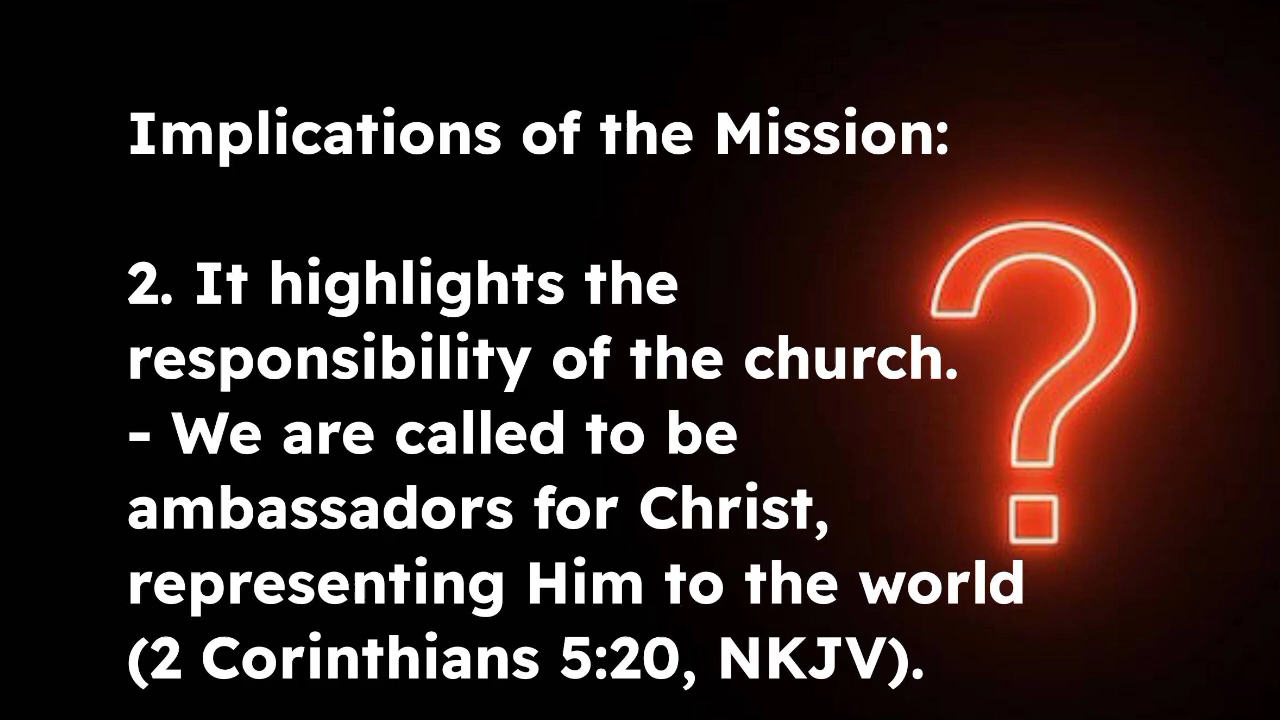 Implications of the Mission:
2. It highlights the
responsibility of the church.
- We are called to be
ambassadors for Christ,
representing Him to the world
(2 Corinthians 5:20, NKJV).
?